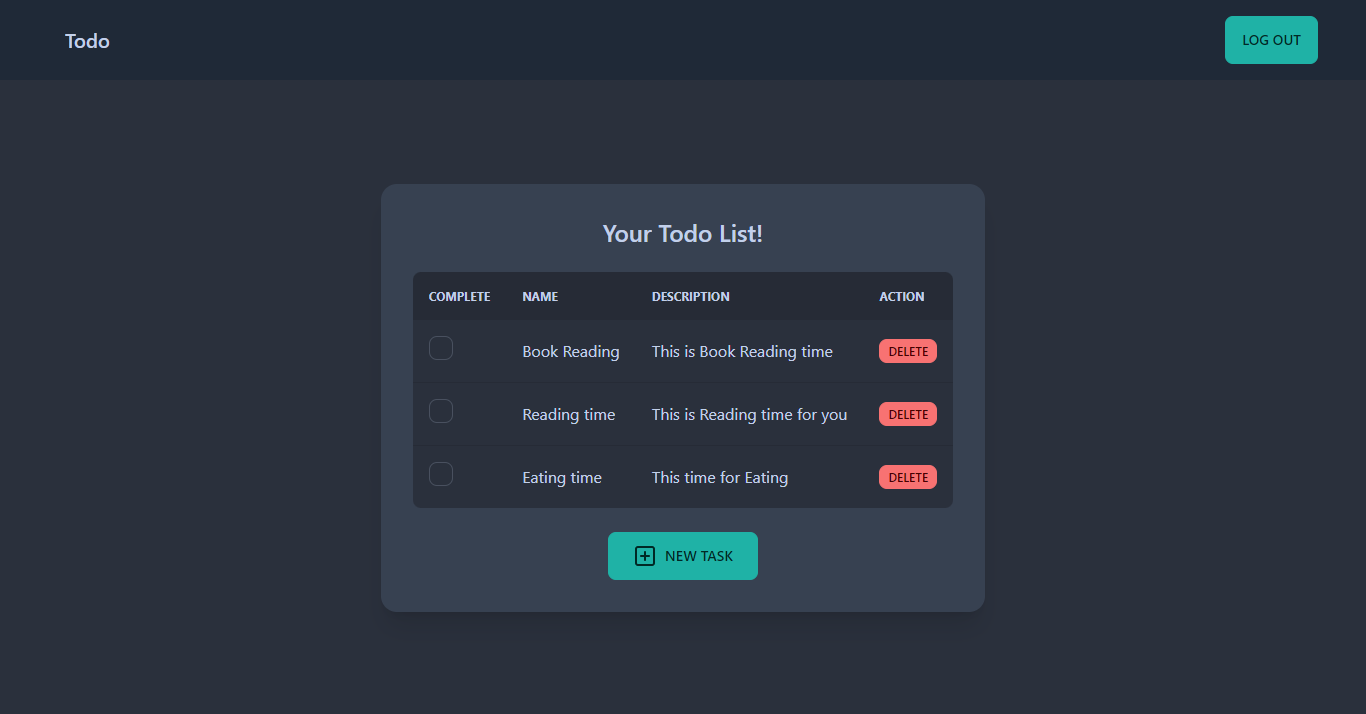 Todo
LOG OUT
Your Todo List!
COMPLETE NAME DESCRIPTION ACTION
Book Reading This is Book Reading time DELETE
Reading time This is Reading time for you DELETE
Eating time This time for Eating DELETE
NEW TASK